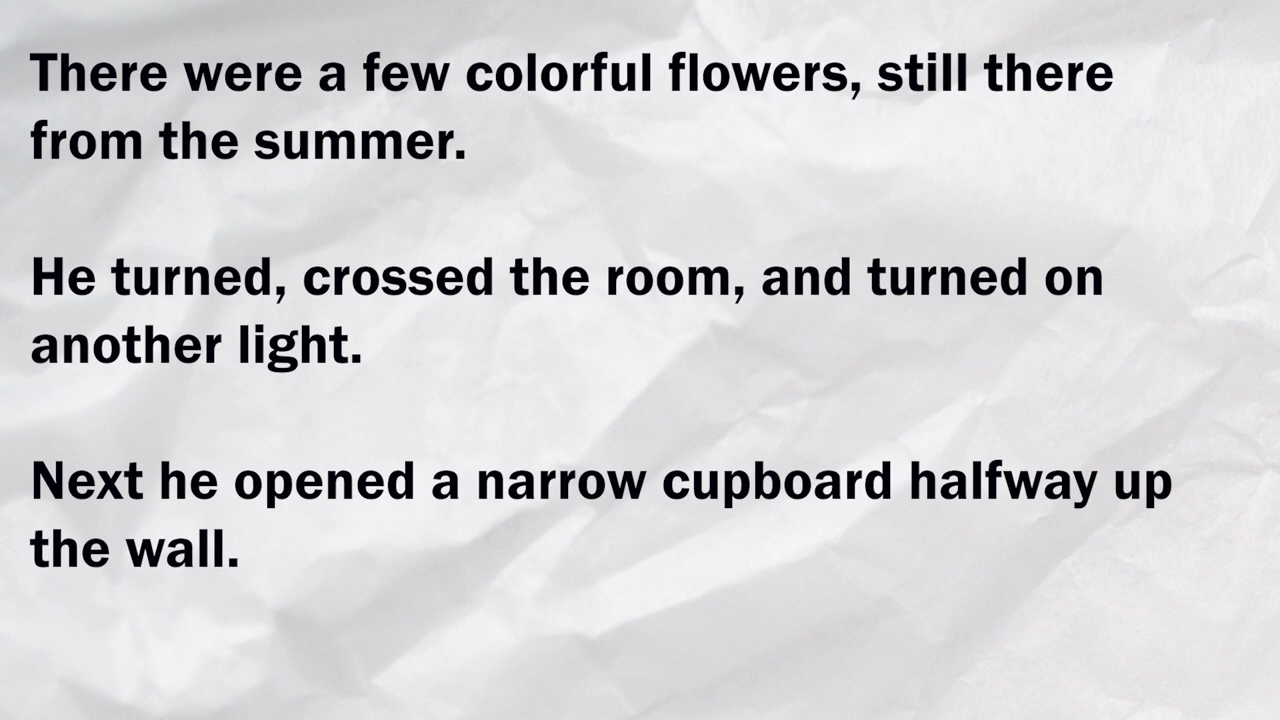 There were a few colorful flowers, still there
from the summer.
He turned, crossed the room, and turned on
another light.
Next he opened a narrow cupboard halfway up
the wall.